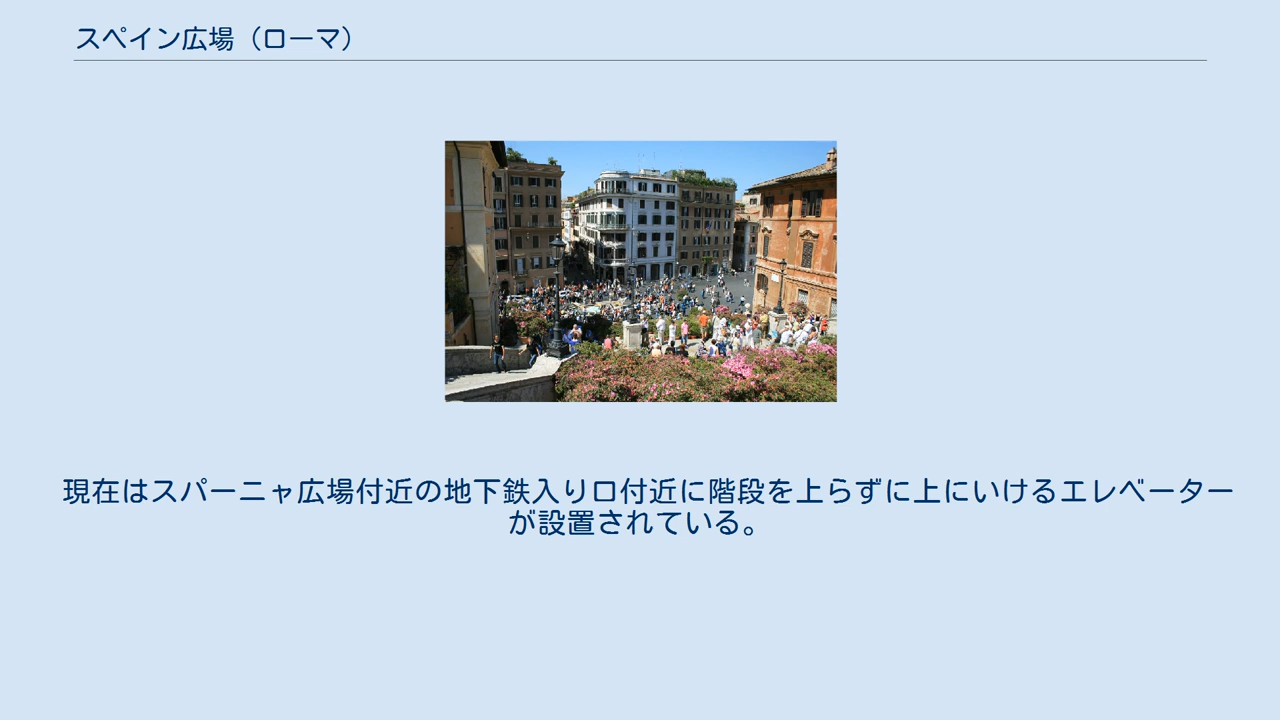 スペイン広場（ローマ）
現在はスパーニャ広場付近の地下鉄入り口付近に階段を上らずに上にいけるエレベーター
が設置されている。